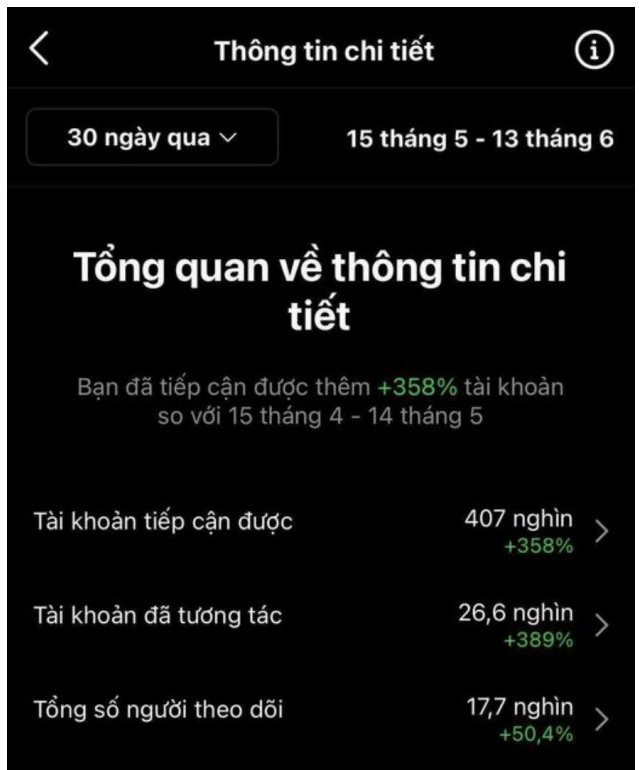 Thông tin chi tiết
30 ngày qua
15 tháng 5 - 13 tháng 6
Tổng quan về thông tin chi
tiết
Bạn đã tiếp cận được thêm +358% tài khoản
so với 15 tháng 4 - 14 tháng 5
Tài khoản tiếp cận được
407 nghìn
+358%
Tài khoản đã tương tác
26,6 nghìn
+389%
Tổng số người theo dõi
17,7 nghìn
+50,4%